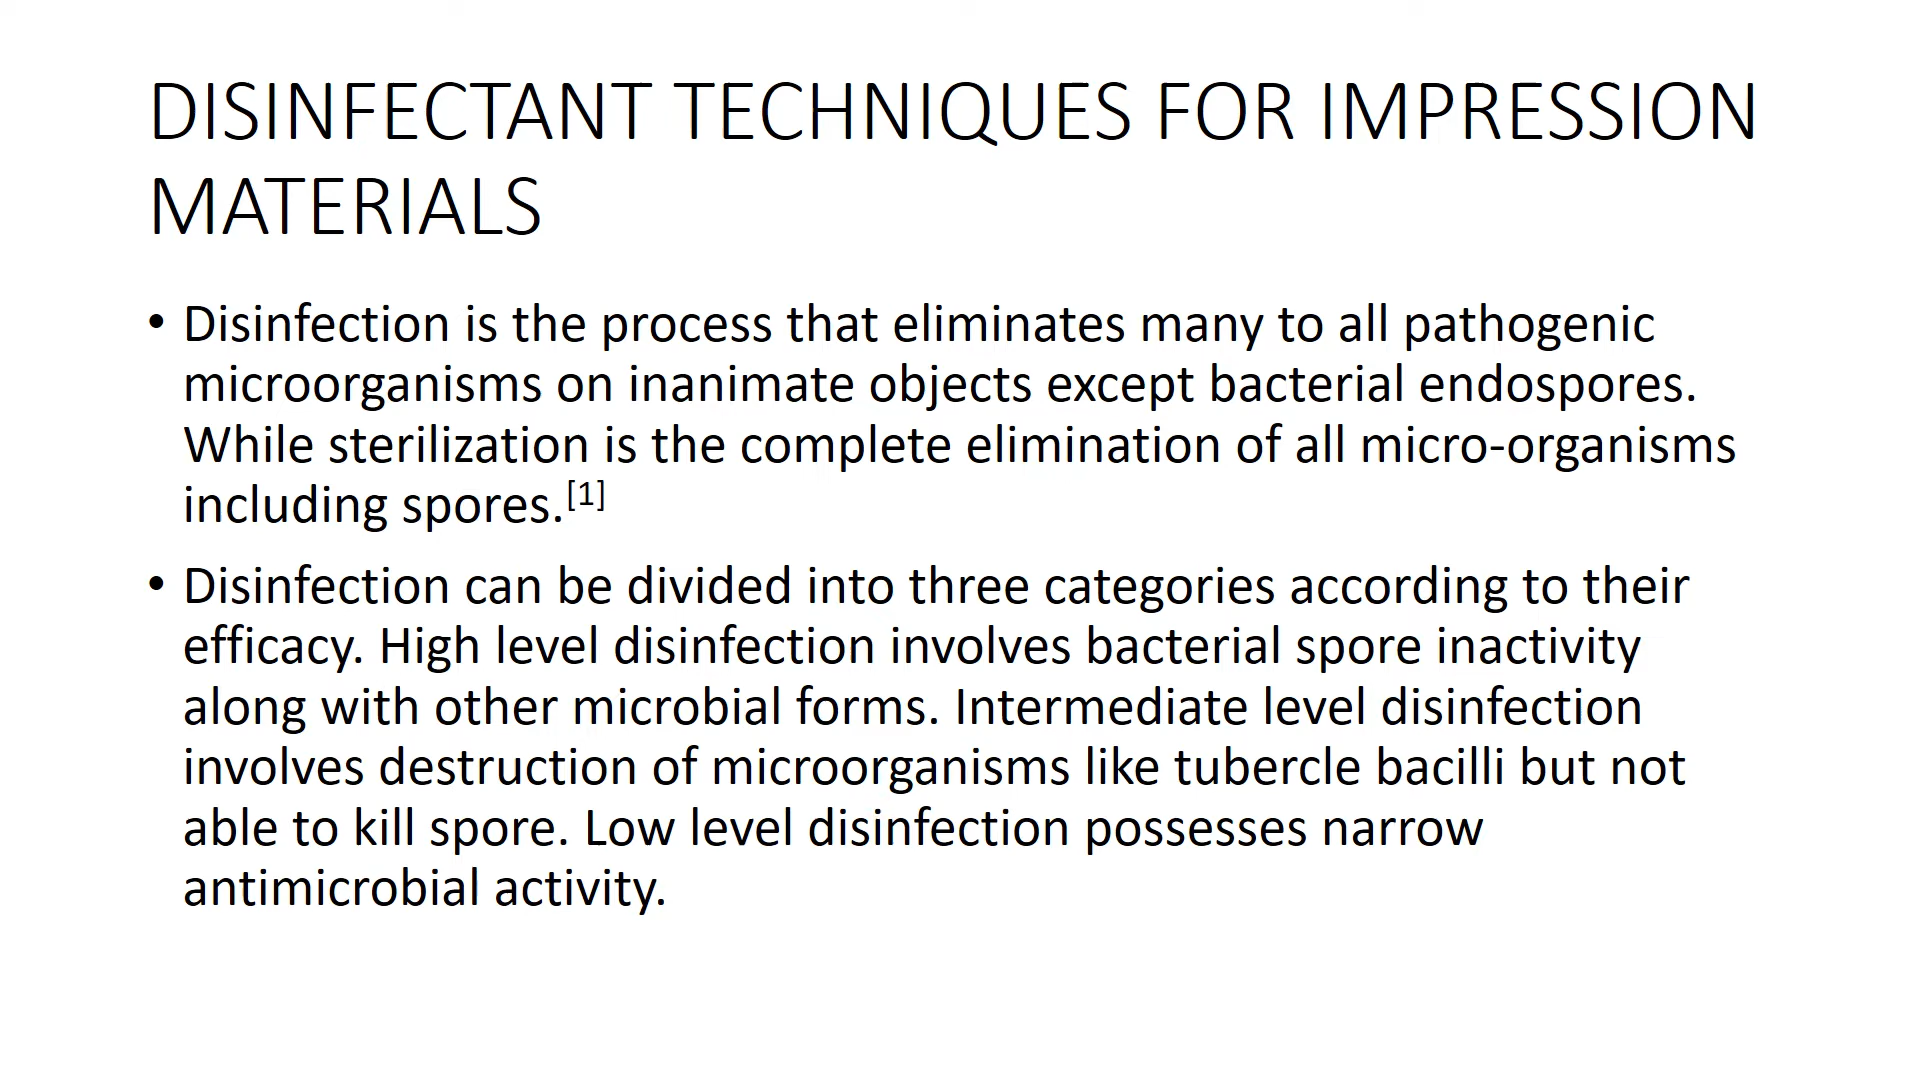 DISINFECTANT TECHNIQUES FOR IMPRESSION
MATERIALS
• Disinfection is the process that eliminates many to all pathogenic
microorganisms on inanimate objects except bacterial endospores.
While sterilization is the complete elimination of all micro-organisms
including spores.[1]
• Disinfection can be divided into three categories according to their
efficacy. High level disinfection involves bacterial spore inactivity
along with other microbial forms. Intermediate level disinfection
involves destruction of microorganisms like tubercle bacilli but not
able to kill spore. Low level disinfection possesses narrow
antimicrobial activity.